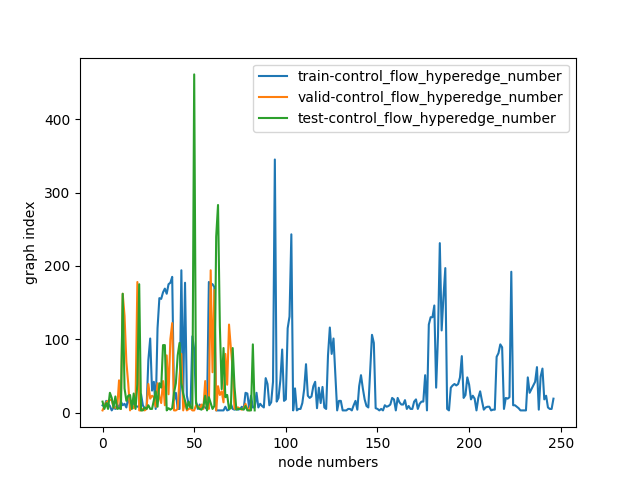 train-control_flow_hyperedge_number
valid-control_flow_hyperedge_number
test-control_flow_hyperedge_number
400
300
200
100
0
graph index
0
50
100
150
200
250
node numbers